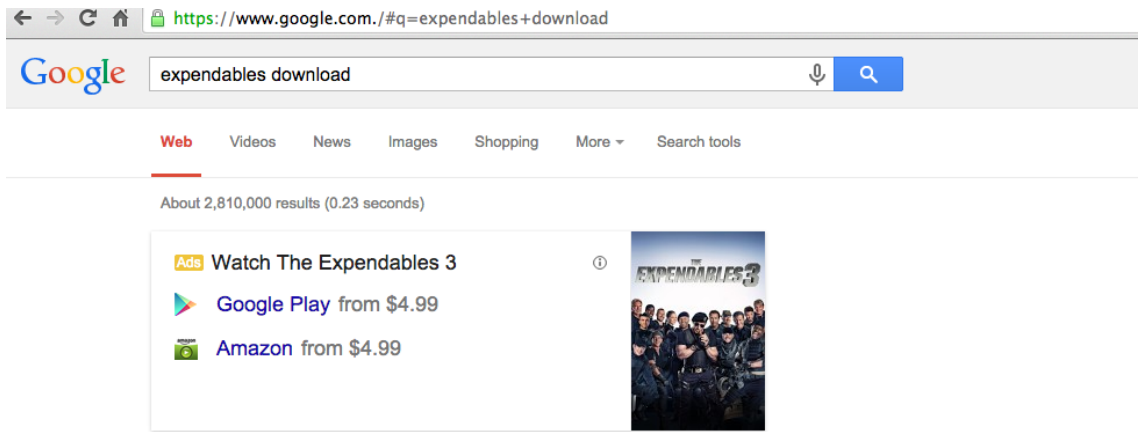 https://www.google.com./#q=expendables+download
Google expendables download
Web Videos News Images Shopping More Search tools
About 2,810,000 results (0.23 seconds)
Ads Watch The Expendables 3
Google Play from $4.99
amazon
Amazon from $4.99
THE
EXPENDABLES 3